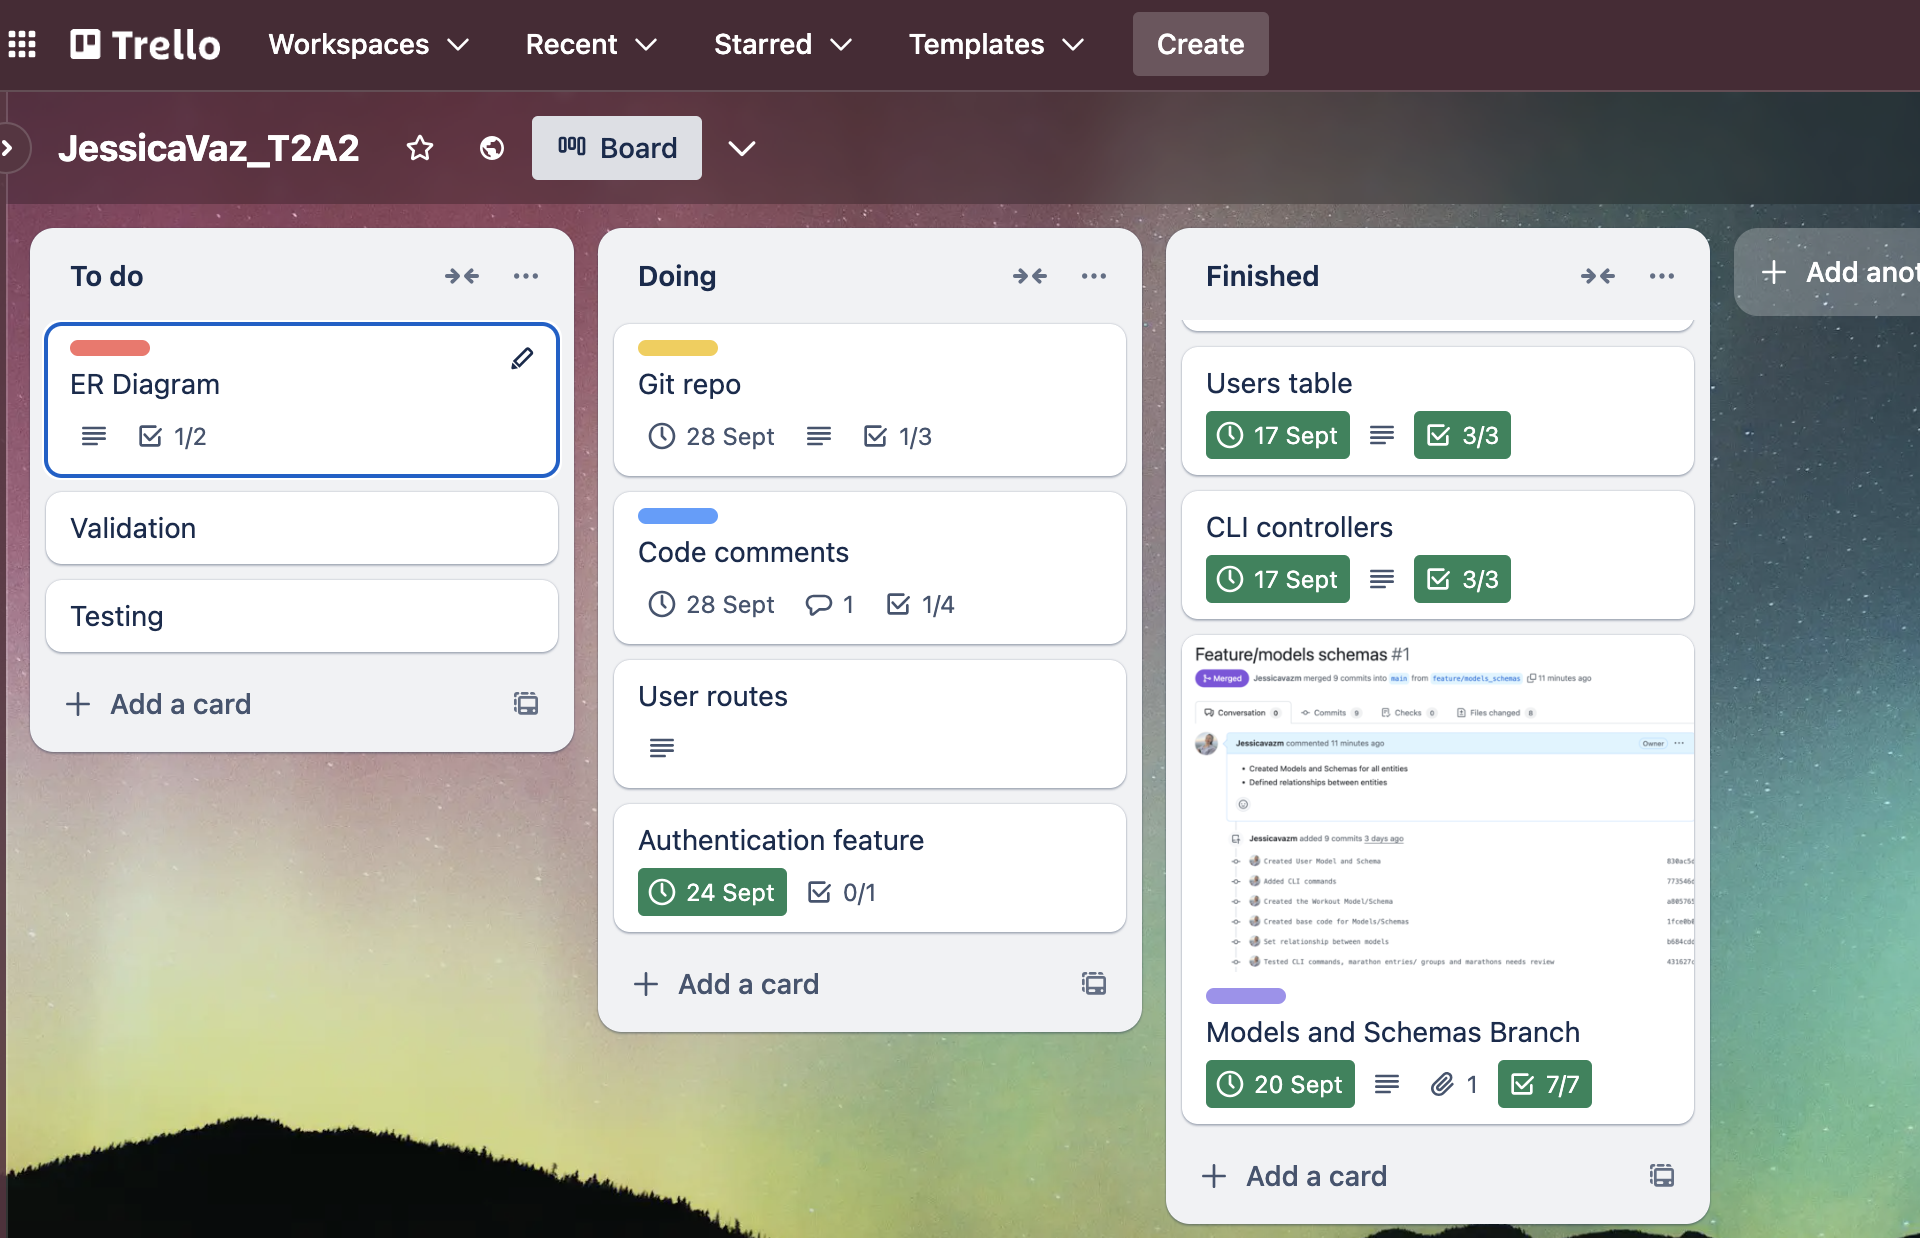 Trello Workspaces Recent Starred Templates Create
JessicaVaz_T2A2 Board
To do
ER Diagram
1/2
Validation
Testing
Add a card
Doing
Git repo
28 Sept 1/3
Code comments
28 Sept 1 1/4
User routes
Authentication feature
24 Sept 0/1
Add a card
Finished
Users table
17 Sept 3/3
CLI controllers
17 Sept 3/3
Feature/models schemas #1
Merged Jessicavazm merged 9 commits into main from feature/models_schemas 11 minutes ago
Conversation 0 Commits 9 Checks 0 Files changed 8
Jessicavazm commented 11 minutes ago Owner
• Created Models and Schemas for all entities
• Defined relationships between entities
Jessicavazm added 9 commits 3 days ago
Created User Model and Schema
Added CLI commands
Created the Workout Model/Schema
Created base code for Models/Schemas
Set relationship between models
Tested CLI commands, marathon entries/ groups and marathons needs review
Models and Schemas Branch
20 Sept 1 7/7
Add a card
Add anot